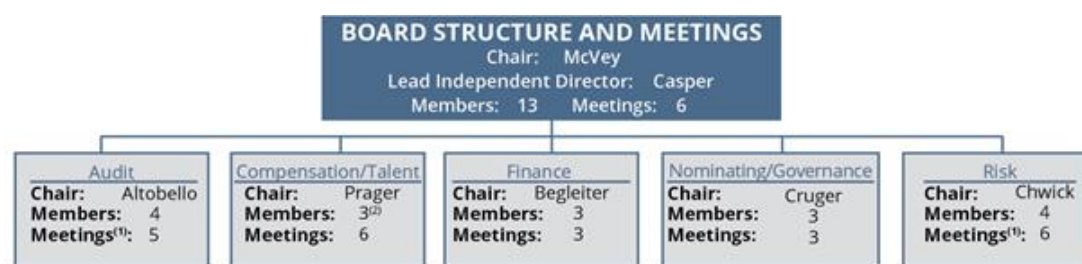 BOARD STRUCTURE AND MEETINGS
Chair: McVey
Lead Independent Director: Casper
Members: 13 Meetings: 6
Audit
Chair: Altobello
Members: 4
Meetings(1): 5
Compensation/Talent
Chair: Prager
Members: 3(2)
Meetings: 6
Finance
Chair: Begleiter
Members: 3
Meetings: 3
Nominating/Governance
Chair: Cruger
Members: 3
Meetings: 3
Risk
Chair: Chwick
Members: 4
Meetings(1): 6